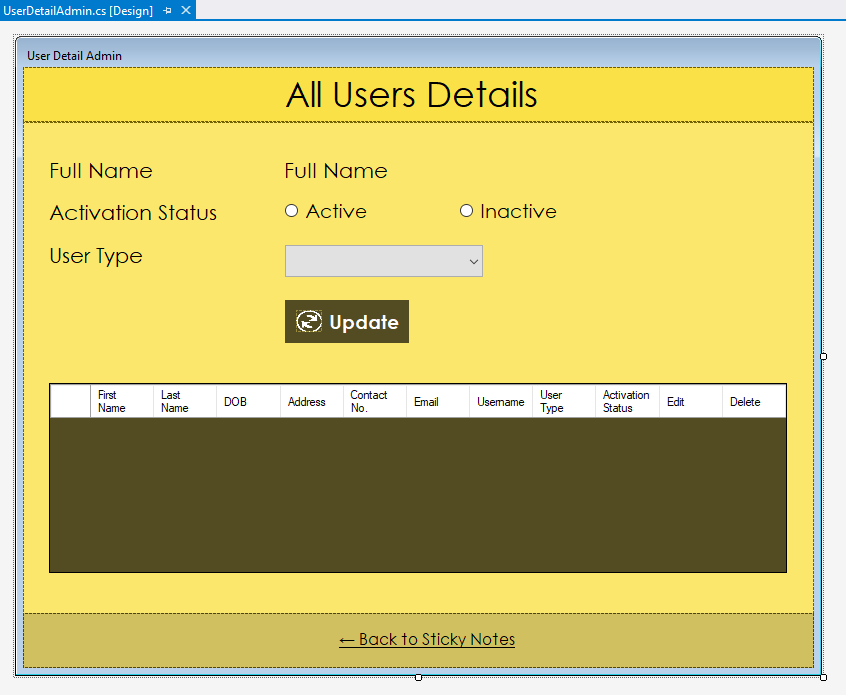 UserDetailAdmin.cs [Design]
User Detail Admin
All Users Details
Full Name Full Name
Activation Status Active Inactive
User Type
Update
First Name Last Name DOB Address Contact No. Email Username User Type Activation Status Edit Delete
← Back to Sticky Notes